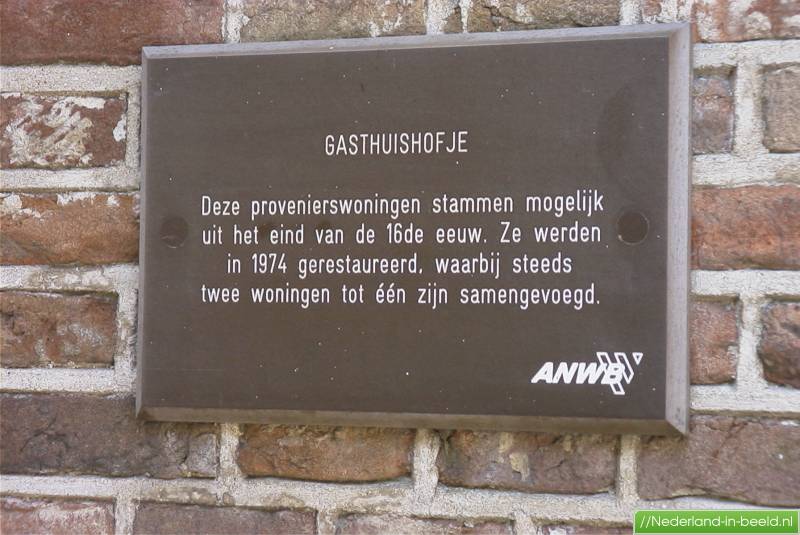 GASTHUISHOFJE
Deze provenierswoningen stammen mogelijk
uit het eind van de 16de eeuw. Ze werden
in 1974 gerestaureerd, waarbij steeds
twee woningen tot één zijn samengevoegd.
ANWB
//Nederland-in-beeld.nl